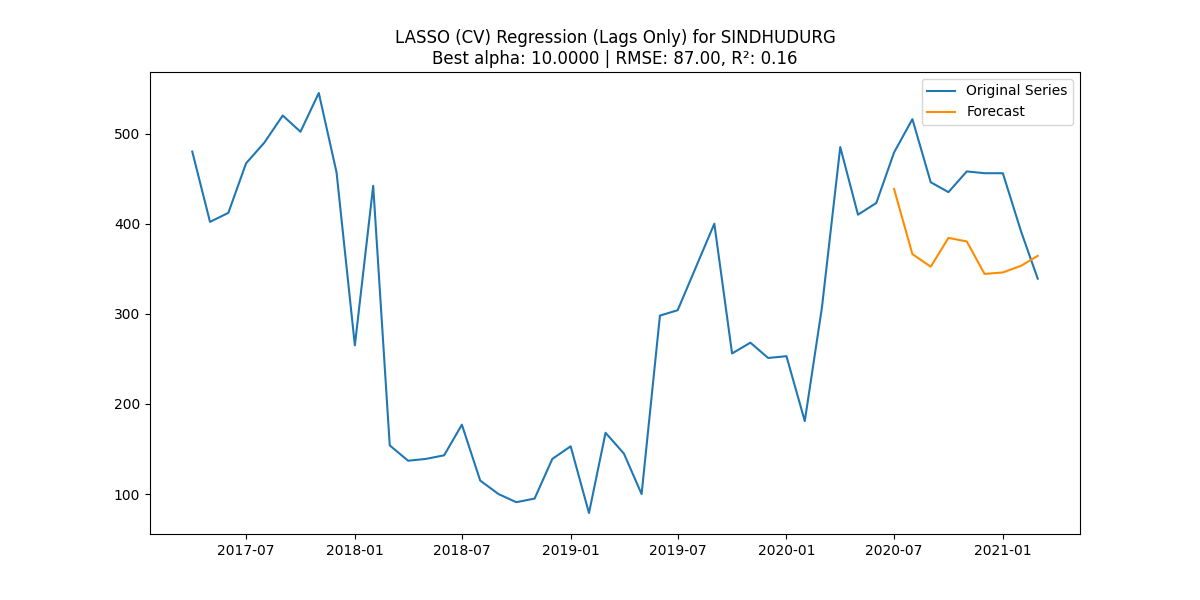 LASSO (CV) Regression (Lags Only) for SINDHUDURG
Best alpha: 10.0000 | RMSE: 87.00, R²: 0.16
Original Series
Forecast
500
400
300
200
100
2017-07 2018-01 2018-07 2019-01 2019-07 2020-01 2020-07 2021-01